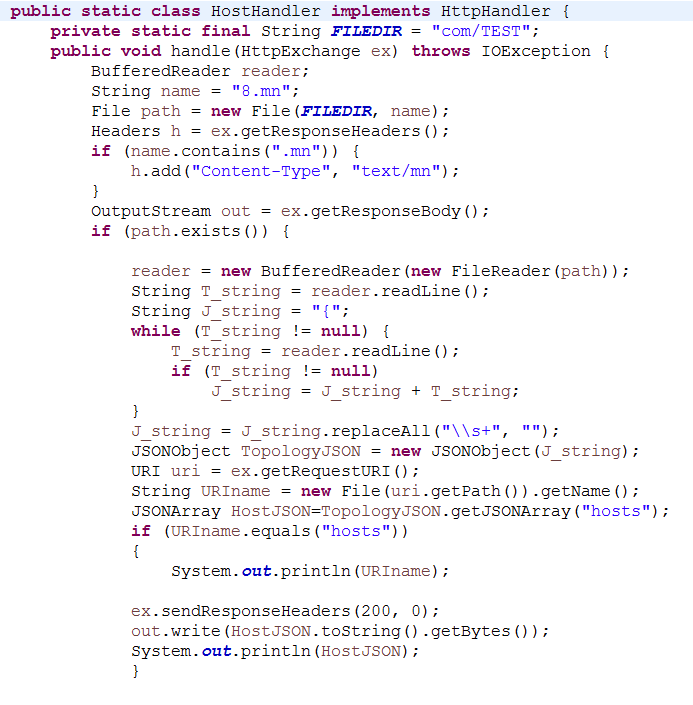 public static class HostHandler implements HttpHandler {
    private static final String FILEDIR = "com/TEST";
    public void handle(HttpExchange ex) throws IOException {
        BufferedReader reader;
        String name = "8.mn";
        File path = new File(FILEDIR, name);
        Headers h = ex.getResponseHeaders();
        if (name.contains(".mn")) {
            h.add("Content-Type", "text/mn");
        }
        OutputStream out = ex.getResponseBody();
        if (path.exists()) {

            reader = new BufferedReader(new FileReader(path));
            String T_string = reader.readLine();
            String J_string = "{";
            while (T_string != null) {
                T_string = reader.readLine();
                if (T_string != null)
                    J_string = J_string + T_string;
            }
            J_string = J_string.replaceAll("\\s+", "");
            JSONObject TopologyJSON = new JSONObject(J_string);
            URI uri = ex.getRequestURI();
            String URIname = new File(uri.getPath()).getName();
            JSONArray HostJSON=TopologyJSON.getJSONArray("hosts");
            if (URIname.equals("hosts"))
            {
                System.out.println(URIname);

            ex.sendResponseHeaders(200, 0);
            out.write(HostJSON.toString().getBytes());
            System.out.println(HostJSON);
            }